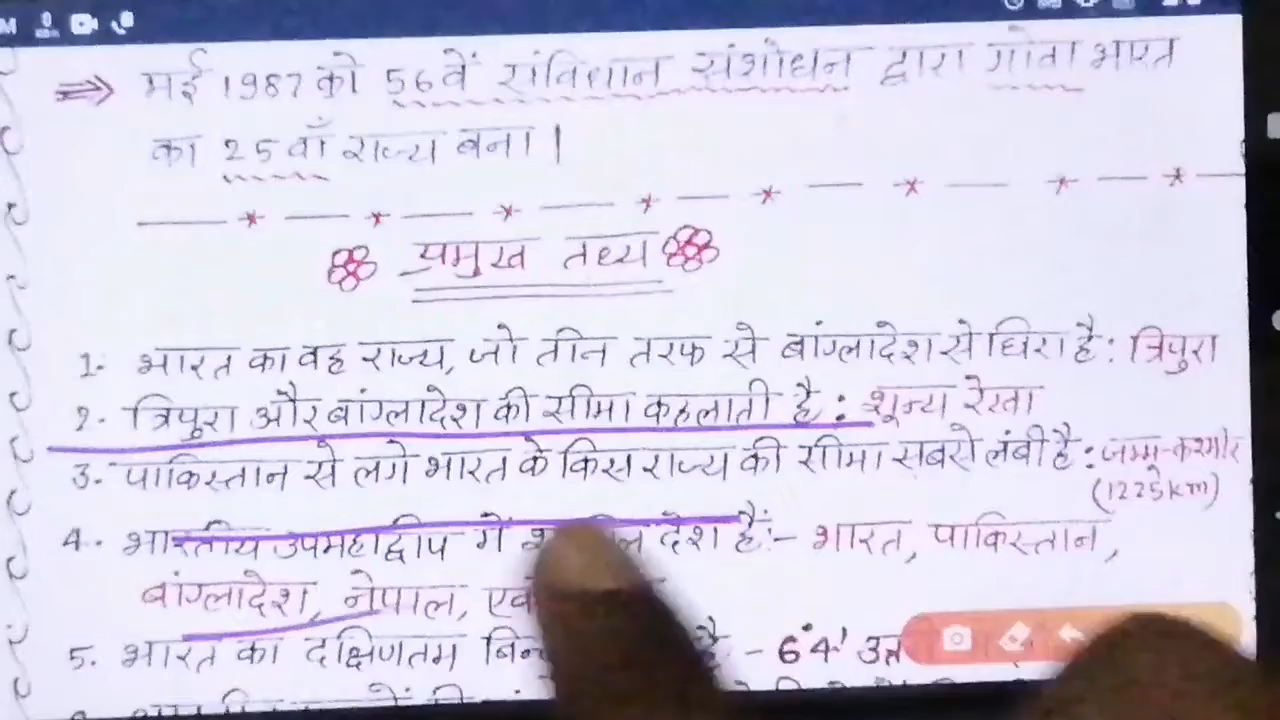 ⇒ मई 1987 को 56वें संविधान संशोधन द्वारा गोवा भारत
का 25वाँ राज्य बना।
प्रमुख तथ्य
1. भारत का वह राज्य, जो तीन तरफ से बांग्लादेश से घिरा है: त्रिपुरा
2. त्रिपुरा और बांग्लादेश की सीमा कहलाती है: शून्य रेखा
3. पाकिस्तान से लगे भारत के किस राज्य की सीमा सबसे लंबी है: जम्मू-कश्मीर
(1225km)
4. भारतीय उपमहाद्वीप में देश हैं:- भारत, पाकिस्तान,
बांग्लादेश, नेपाल,
5. भारत का दक्षिणतम है - 6°4'